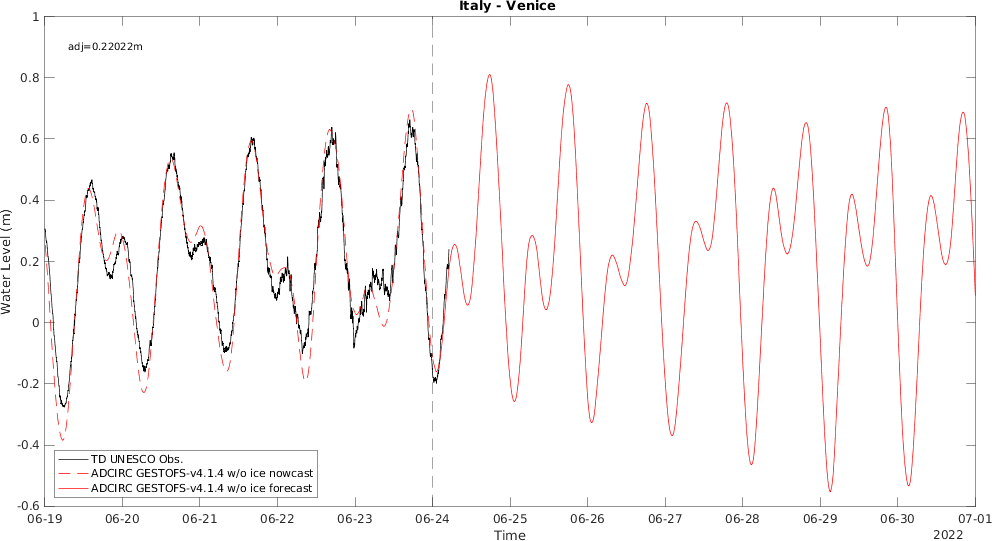 Italy - Venice
adj=0.22022m
Water Level (m)
1
0.8
0.6
0.4
0.2
0
-0.2
-0.4
-0.6
TD UNESCO Obs.
ADCIRC GESTOFS-v4.1.4 w/o ice nowcast
ADCIRC GESTOFS-v4.1.4 w/o ice forecast
06-19 06-20 06-21 06-22 06-23 06-24 06-25 06-26 06-27 06-28 06-29 06-30 07-01
Time
2022